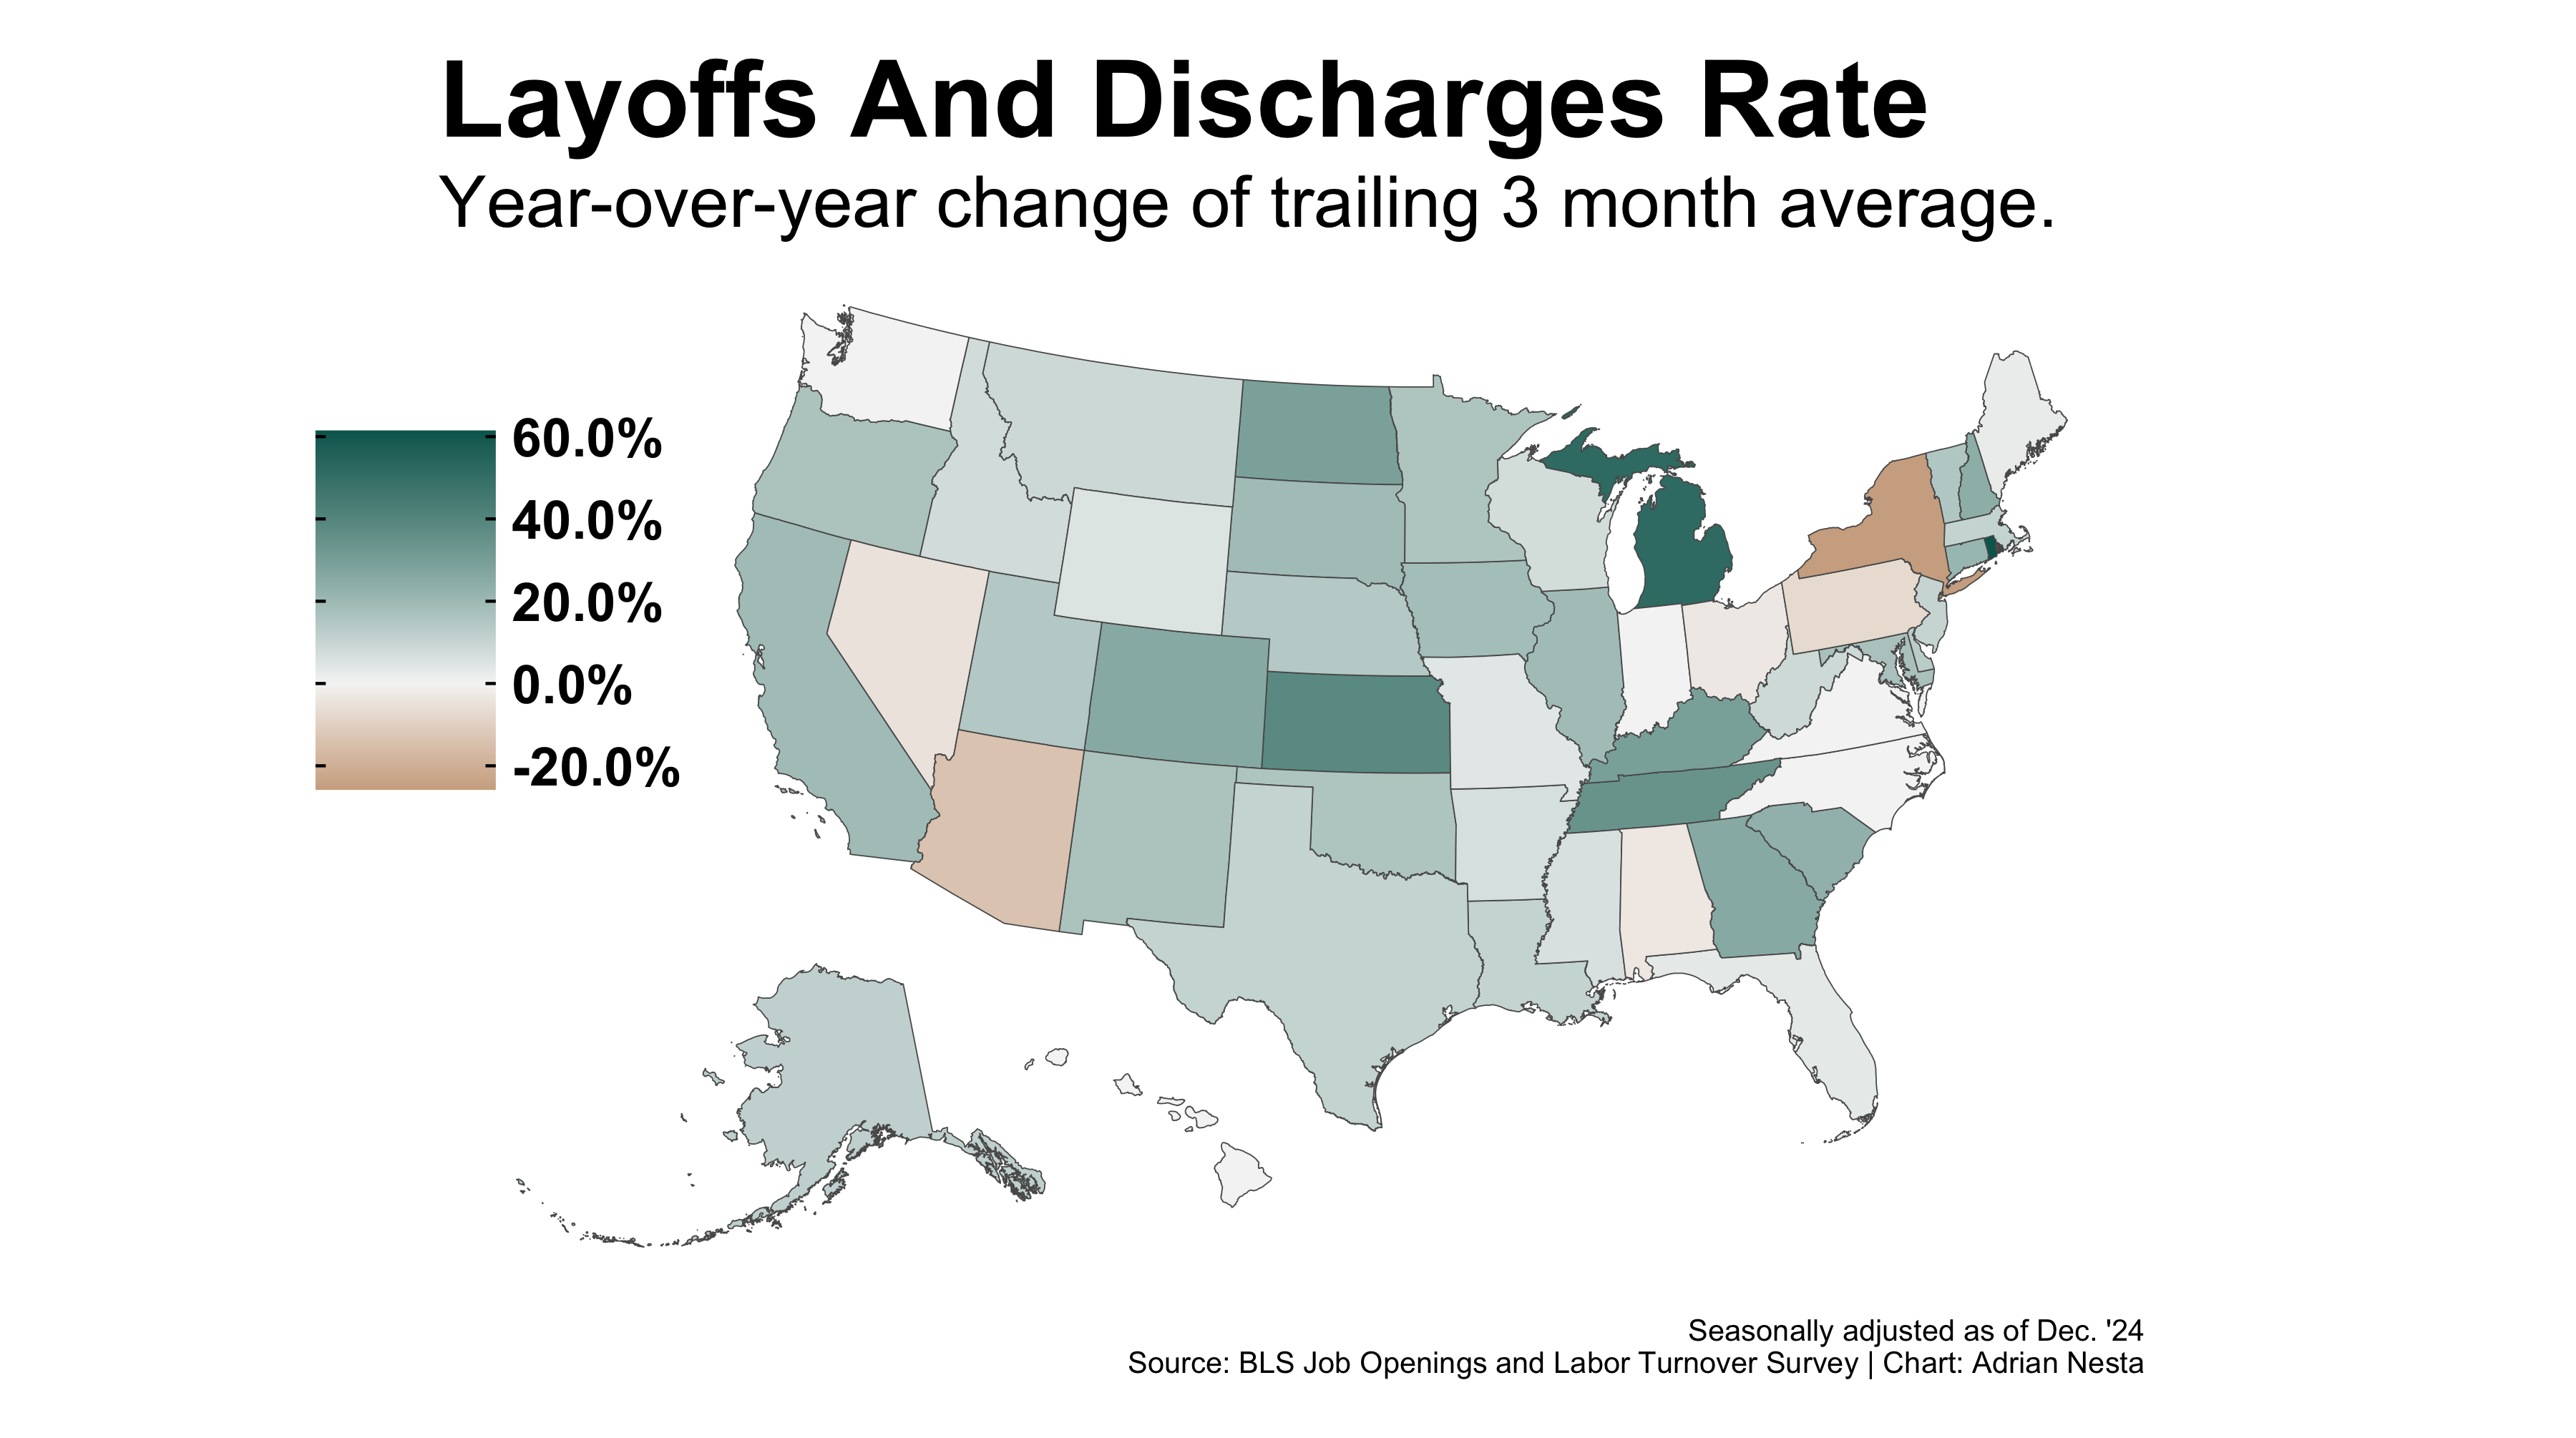 Layoffs And Discharges Rate
Year-over-year change of trailing 3 month average.
60.0%
40.0%
20.0%
0.0%
-20.0%
Seasonally adjusted as of Dec. '24
Source: BLS Job Openings and Labor Turnover Survey | Chart: Adrian Nesta